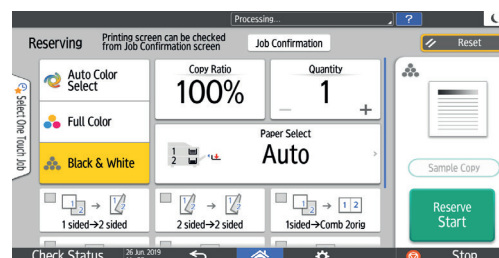 Processing...
?
Reserving
Printing screen can be checked
from Job Confirmation screen
Job Confirmation
Reset
Select One Touch Job
Auto Color
Select
Full Color
Black & White
Copy Ratio
100%
Quantity
1
− +
Paper Select
1
2
Auto
Sample Copy
1 sided→2 sided
2 sided→2 sided
1sided→Comb 2orig
Reserve
Start
Check Status
26 Jun. 2019
Stop